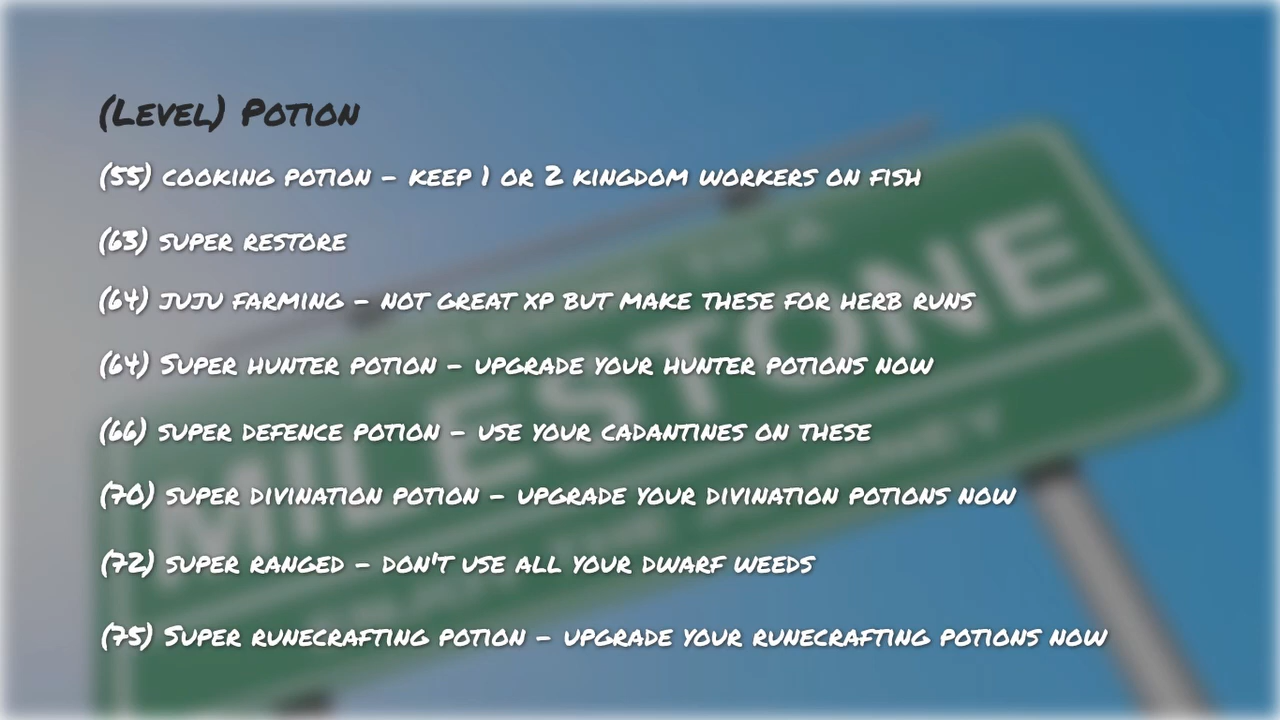 (Level) Potion
(55) cooking potion - keep 1 or 2 kingdom workers on fish
(63) super restore
(64) juju farming - not great xp but make these for herb runs
(64) Super hunter potion - upgrade your hunter potions now
(66) super defence potion - use your cadantines on these
(70) super divination potion - upgrade your divination potions now
(72) super ranged - don't use all your dwarf weeds
(75) Super runecrafting potion - upgrade your runecrafting potions now
MILESTONE